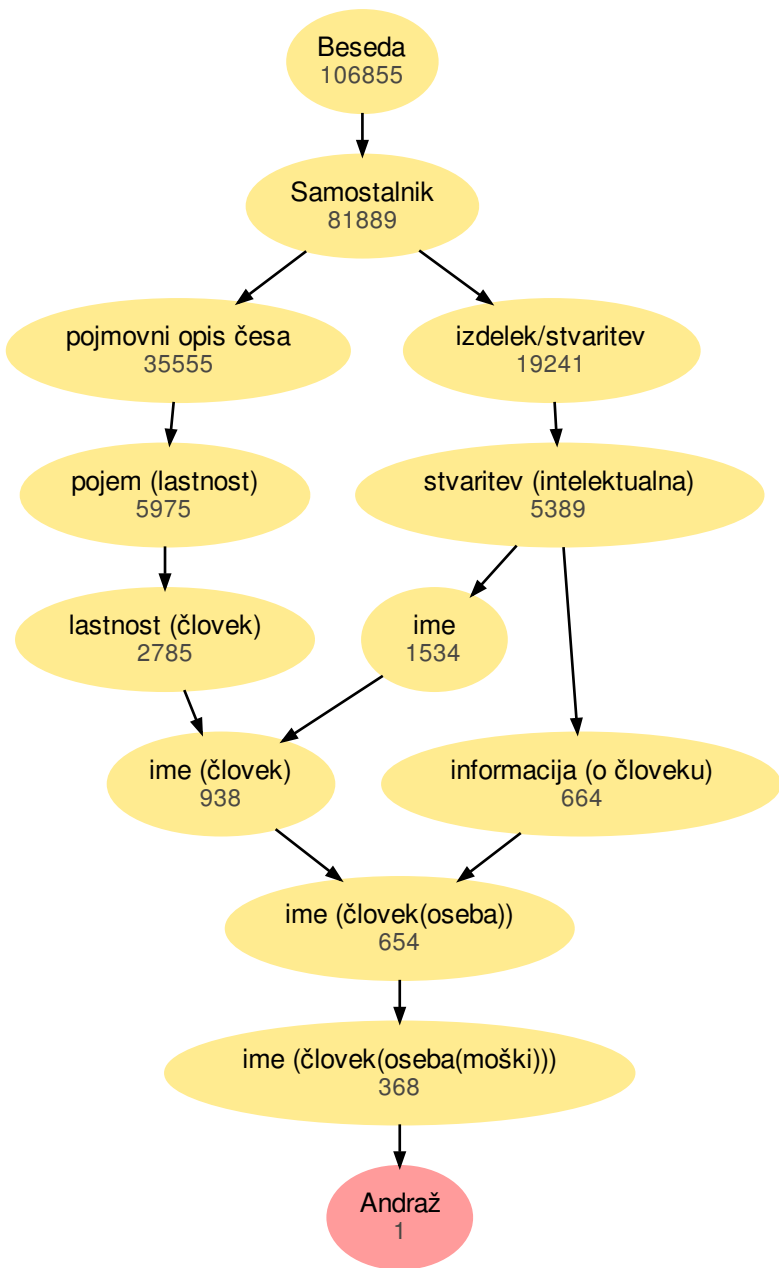 Beseda
106855
Samostalnik
81889
pojmovni opis česa
35555
izdelek/stvaritev
19241
pojem (lastnost)
5975
stvaritev (intelektualna)
5389
lastnost (človek)
2785
ime
1534
ime (človek)
938
informacija (o človeku)
664
ime (človek(oseba))
654
ime (človek(oseba(moški)))
368
Andraž
1